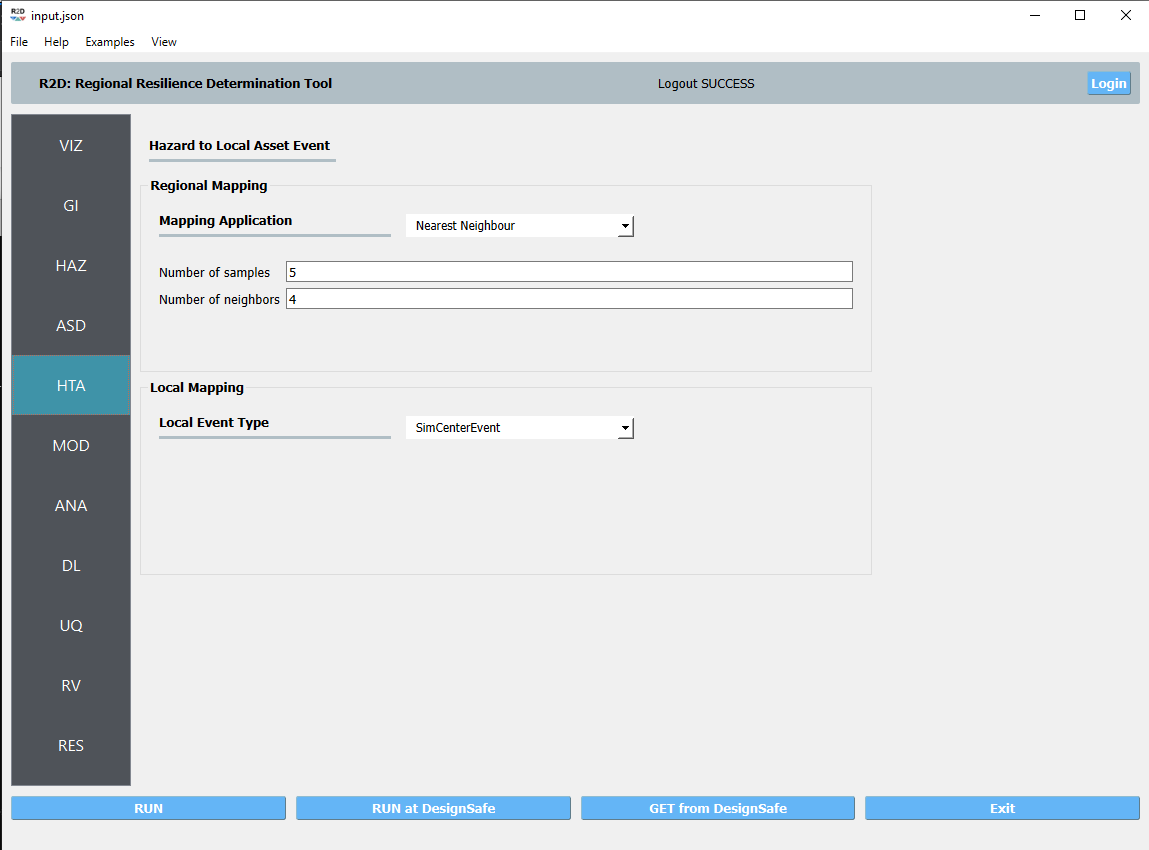 R2D input.json
File Help Examples View
R2D: Regional Resilience Determination Tool Logout SUCCESS Login
VIZ
GI
HAZ
ASD
HTA
MOD
ANA
DL
UQ
RV
RES
Hazard to Local Asset Event
Regional Mapping
Mapping Application Nearest Neighbour
Number of samples 5
Number of neighbors 4
Local Mapping
Local Event Type SimCenterEvent
RUN RUN at DesignSafe GET from DesignSafe Exit